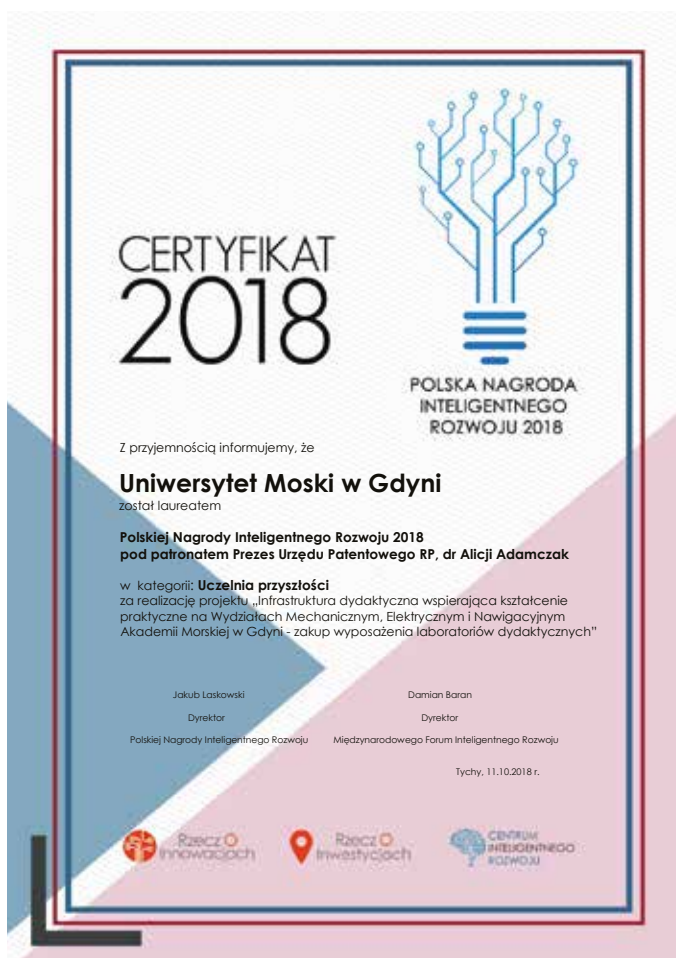 CERTYFIKAT
2018
POLSKA NAGRODA
INTELIGENTNEGO
ROZWOJU 2018
Z przyjemnością informujemy, że
Uniwersytet Moski w Gdyni
został laureatem
Polskiej Nagrody Inteligentnego Rozwoju 2018
pod patronatem Prezes Urzędu Patentowego RP, dr Alicji Adamczak
w kategorii: Uczelnia przyszłości
za realizację projektu „Infrastruktura dydaktyczna wspierająca kształcenie
praktyczne na Wydziałach Mechanicznym, Elektrycznym i Nawigacyjnym
Akademii Morskiej w Gdyni - zakup wyposażenia laboratoriów dydaktycznych”
Jakub Laskowski Damian Baran
Dyrektor Dyrektor
Polskiej Nagrody Inteligentnego Rozwoju Międzynarodowego Forum Inteligentnego Rozwoju
Tychy, 11.10.2018 r.
Rzecz O
Innowacjach
Rzecz O
Inwestycjach
CENTRUM
INTELIGENTNEGO
ROZWOJU